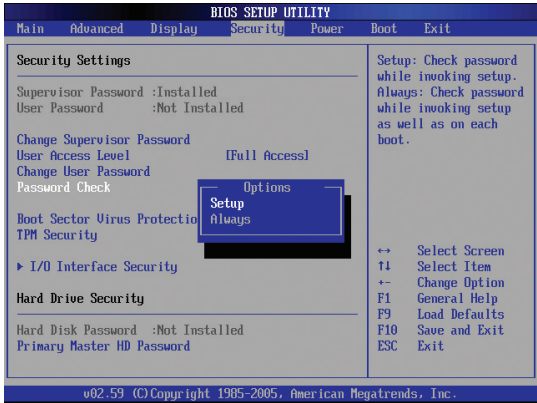 BIOS SETUP UTILITY
Main Advanced Display Security Power Boot Exit
Security Settings
Supervisor Password :Installed
User Password :Not Installed
Change Supervisor Password
User Access Level [Full Access]
Change User Password
Password Check
Options
Setup
Always
Boot Sector Virus Protectio
TPM Security
▶ I/O Interface Security
Hard Drive Security
Hard Disk Password :Not Installed
Primary Master HD Password
Setup: Check password
while invoking setup.
Always: Check password
while invoking setup
as well as on each
boot.
↔ Select Screen
↑↓ Select Item
+- Change Option
F1 General Help
F9 Load Defaults
F10 Save and Exit
ESC Exit
v02.59 (C)Copyright 1985-2005, American Megatrends, Inc.